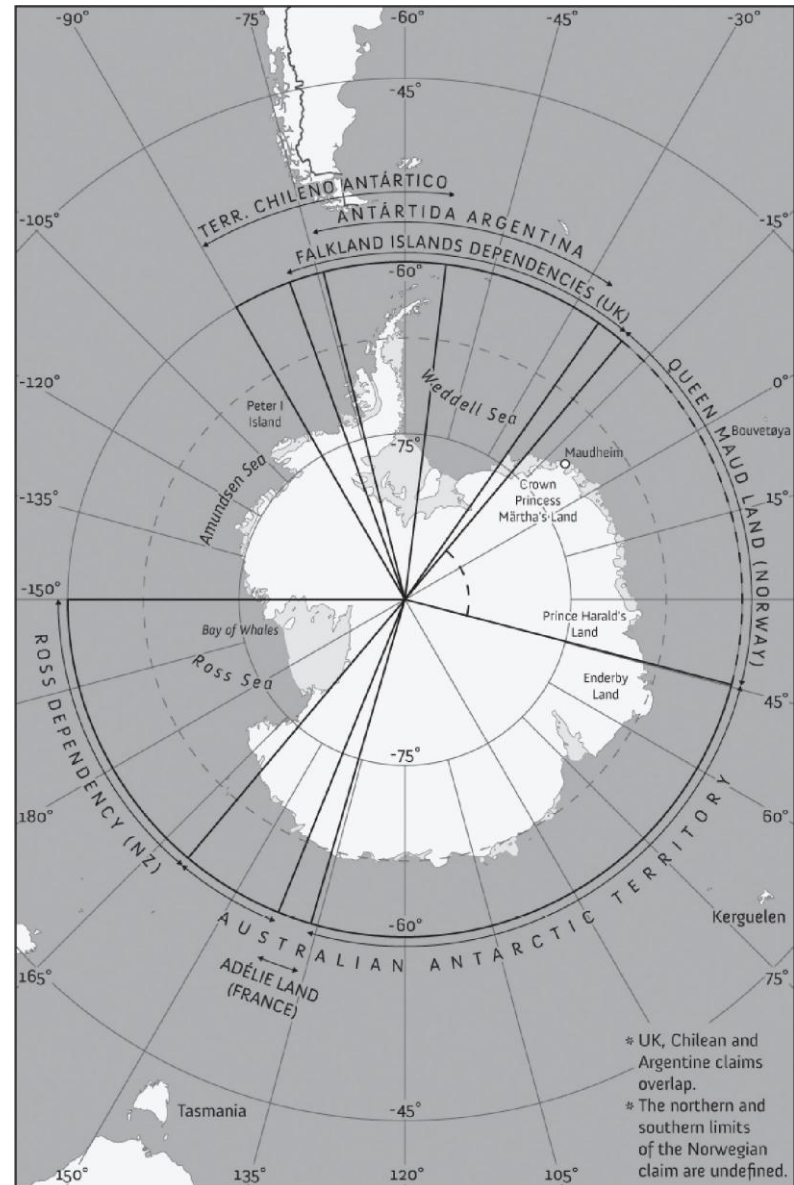 -90°
-75°
-60°
-45°
-30°
-45°
-105°
-15°
TERR. CHILENO ANTÁRTICO
ANTÁRTIDA ARGENTINA
FALKLAND ISLANDS DEPENDENCIES (UK)
-60°
QUEEN MAUD LAND (NORWAY)
-120°
0°
Peter I
Island
Weddell Sea
Bouvetøya
-75°
Maudheim
Amundsen Sea
Crown
Princess
Märtha's Land
-135°
15°
-150°
30°
Prince Harald's
Land
Bay of Whales
Ross Sea
Enderby
Land
ROSS DEPENDENCY (NZ)
45°
-75°
180°
60°
AUSTRALIAN ANTARCTIC TERRITORY
-60°
Kerguelen
ADÉLIE LAND
(FRANCE)
165°
75°
* UK, Chilean and
Argentine claims
overlap.
* The northern and
southern limits
of the Norwegian
claim are undefined.
Tasmania
-45°
150°
135°
120°
105°